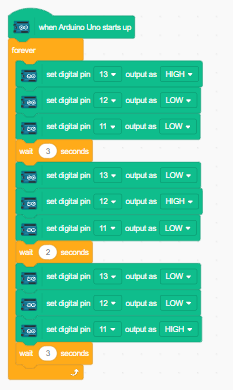 when Arduino Uno starts up
forever
set digital pin 13 output as HIGH
set digital pin 12 output as LOW
set digital pin 11 output as LOW
wait 3 seconds
set digital pin 13 output as LOW
set digital pin 12 output as HIGH
set digital pin 11 output as LOW
wait 2 seconds
set digital pin 13 output as LOW
set digital pin 12 output as LOW
set digital pin 11 output as HIGH
wait 3 seconds